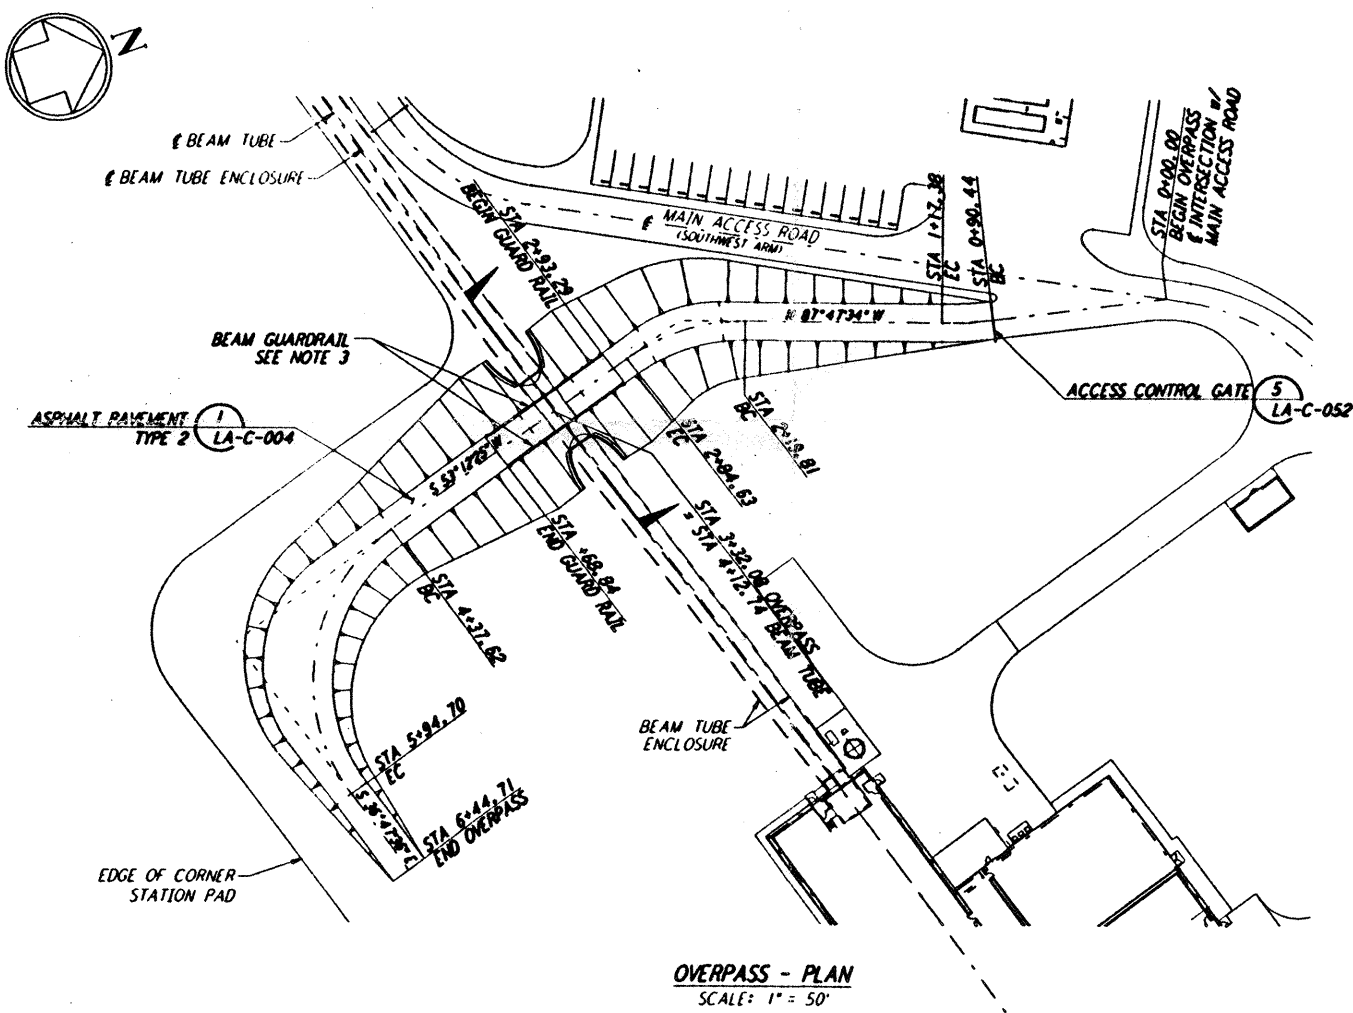 N
℄ BEAM TUBE
℄ BEAM TUBE ENCLOSURE
STA 2+93.29
BEGIN GUARD RAIL
℄ MAIN ACCESS ROAD
(SOUTHWEST ARM)
STA 1+17.38
EC
STA 0+90.44
BC
STA 0+00.00
BEGIN OVERPASS
℄ INTERSECTION W/
MAIN ACCESS ROAD
BEAM GUARDRAIL
SEE NOTE 3
87°47'34" W
ACCESS CONTROL GATE
5
LA-C-052
ASPHALT PAVEMENT
TYPE 2
1
LA-C-004
S 53°12'25" W
STA 2+19.81
BC
STA 2+84.63
EC
STA 3+32.08 OVERPASS
= STA 4+12.74 BEAM TUBE
STA +68.84
END GUARD RAIL
STA 4+37.62
BC
BEAM TUBE
ENCLOSURE
STA 5+94.70
EC
STA 6+44.71
END OVERPASS
EDGE OF CORNER
STATION PAD
OVERPASS - PLAN
SCALE: 1" = 50'